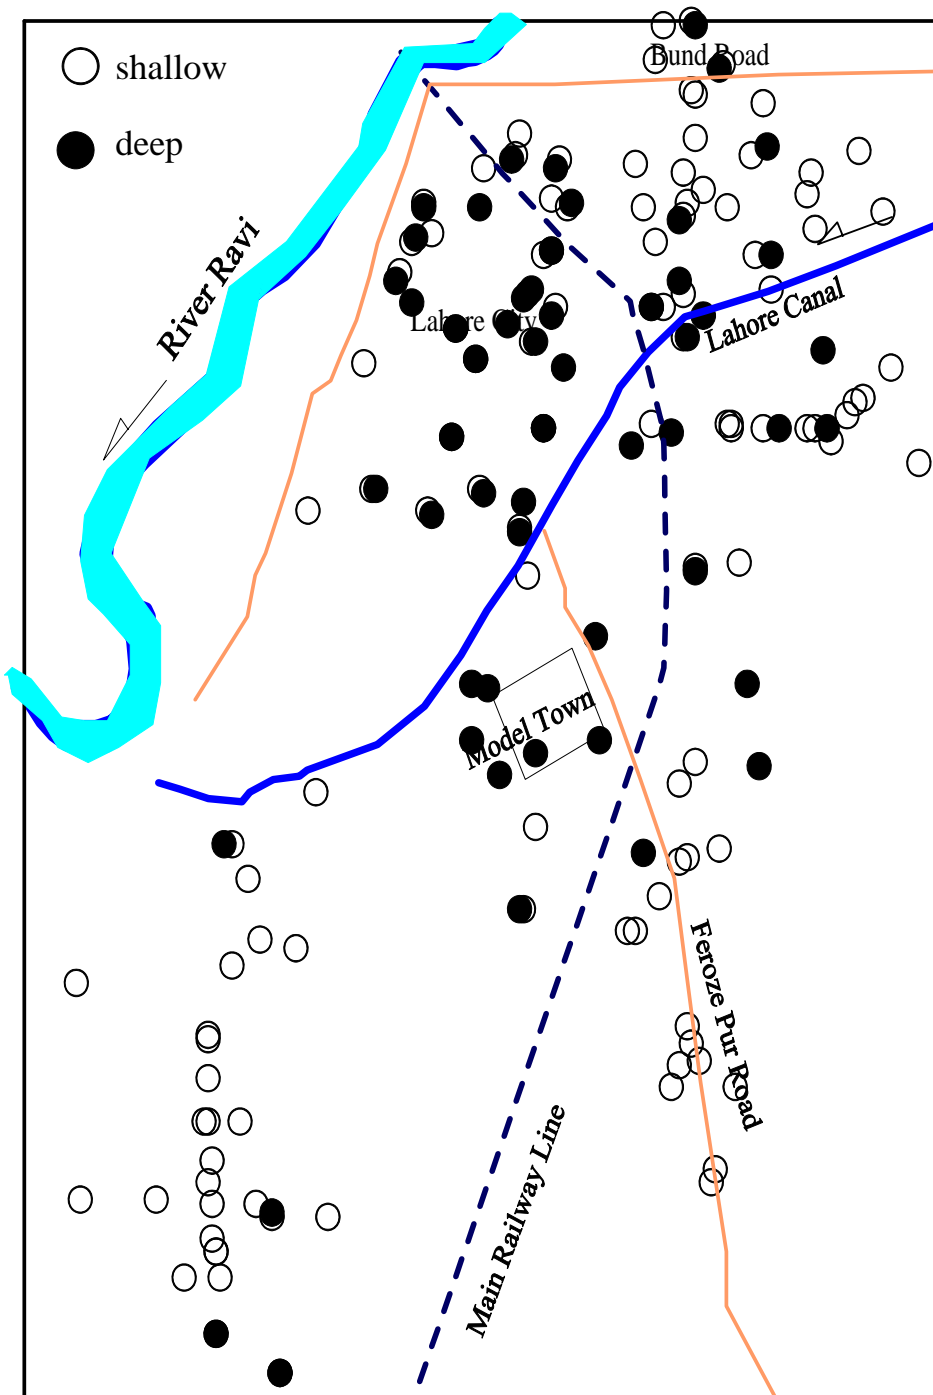 Bund Road
shallow
deep
River Ravi
Lahore Canal
Lahore City
Model Town
Feroze Pur Road
Main Railway Line